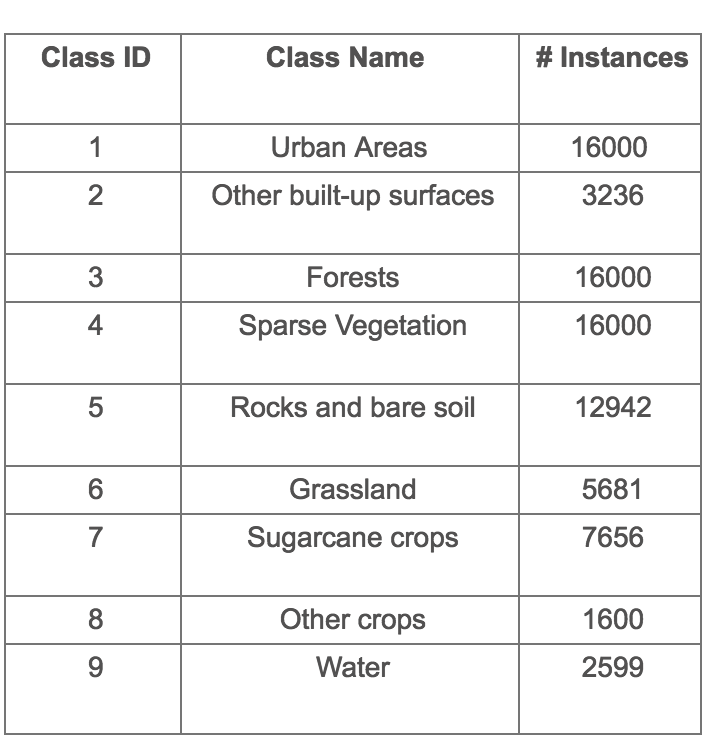 Class ID Class Name # Instances
1 Urban Areas 16000
2 Other built-up surfaces 3236
3 Forests 16000
4 Sparse Vegetation 16000
5 Rocks and bare soil 12942
6 Grassland 5681
7 Sugarcane crops 7656
8 Other crops 1600
9 Water 2599